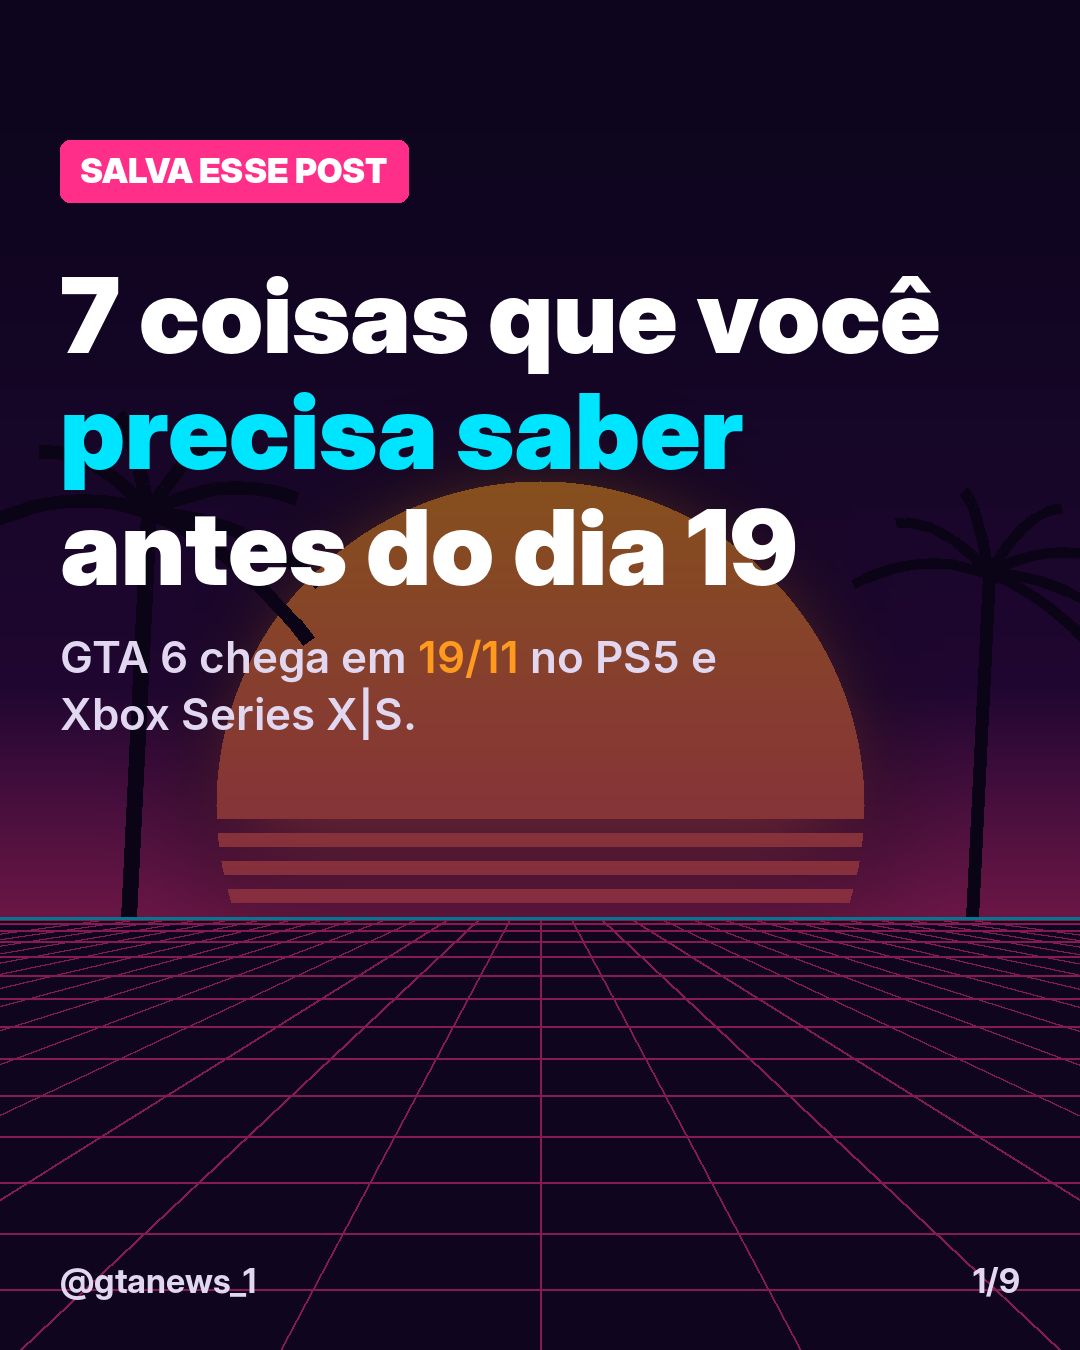 SALVA ESSE POST
7 coisas que você
precisa saber
antes do dia 19
GTA 6 chega em 19/11 no PS5 e
Xbox Series X|S.
@gtanews_1
1/9